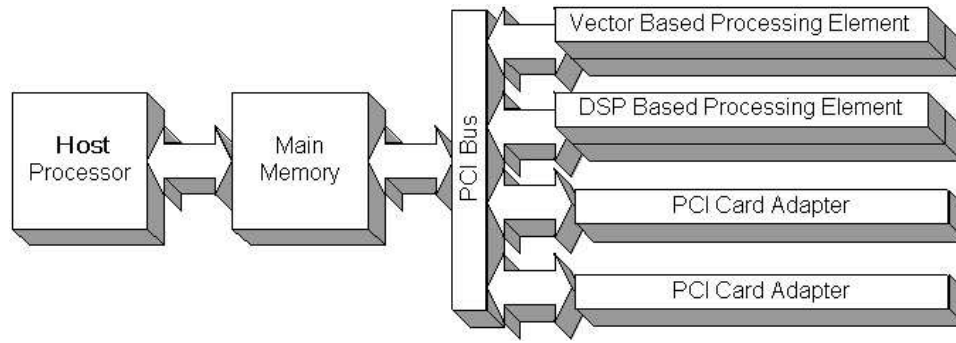 Vector Based Processing Element
DSP Based Processing Element
Host
Processor
Main
Memory
PCI Bus
PCI Card Adapter
PCI Card Adapter